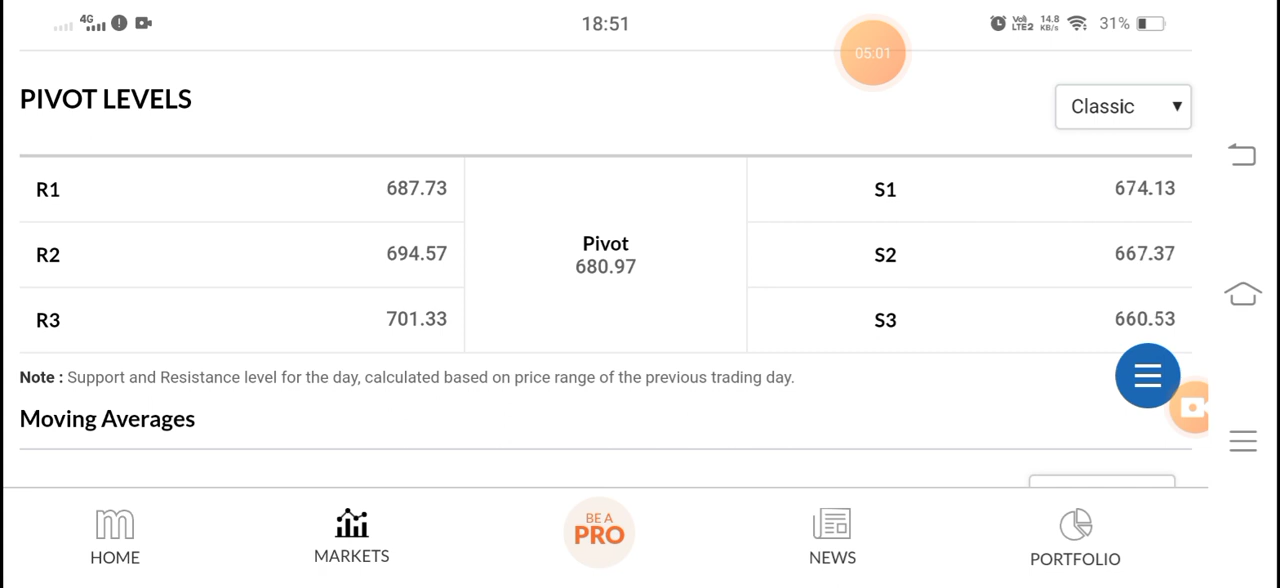 4G 18:51 Vo) LTE2 14.8 KB/s 31%
05:01
PIVOT LEVELS
Classic
R1 687.73 S1 674.13
Pivot
R2 694.57 680.97 S2 667.37
R3 701.33 S3 660.53
Note : Support and Resistance level for the day, calculated based on price range of the previous trading day.
Moving Averages
HOME MARKETS BE A PRO NEWS PORTFOLIO